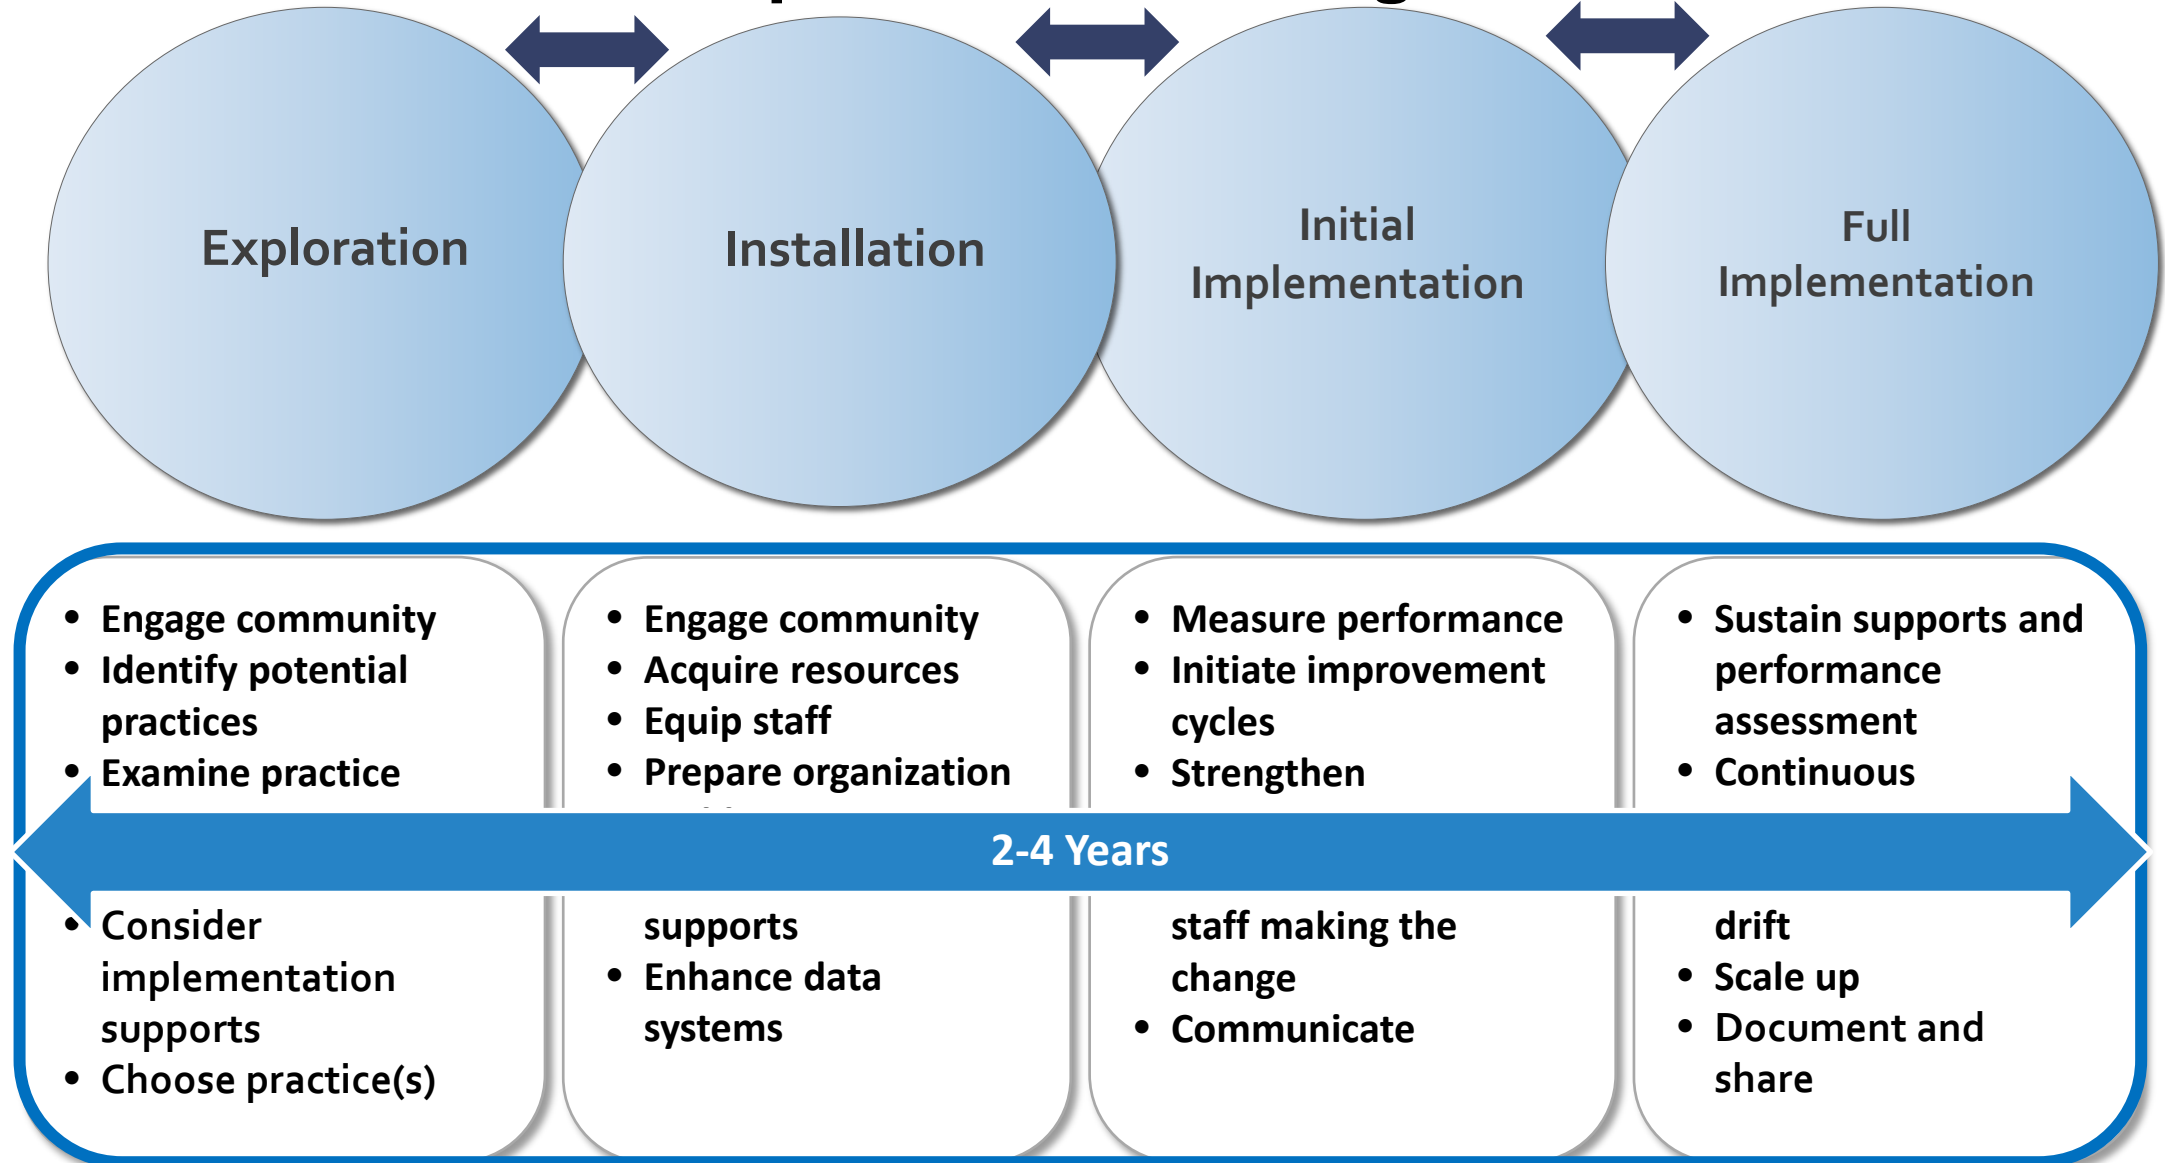 Exploration
Installation
Initial
Implementation
Full
Implementation
• Engage community
• Identify potential
practices
• Examine practice
• Consider
implementation
supports
• Choose practice(s)
• Engage community
• Acquire resources
• Equip staff
• Prepare organization
supports
• Enhance data
systems
• Measure performance
• Initiate improvement
cycles
• Strengthen
staff making the
change
• Communicate
• Sustain supports and
performance
assessment
• Continuous
drift
• Scale up
• Document and
share
2-4 Years